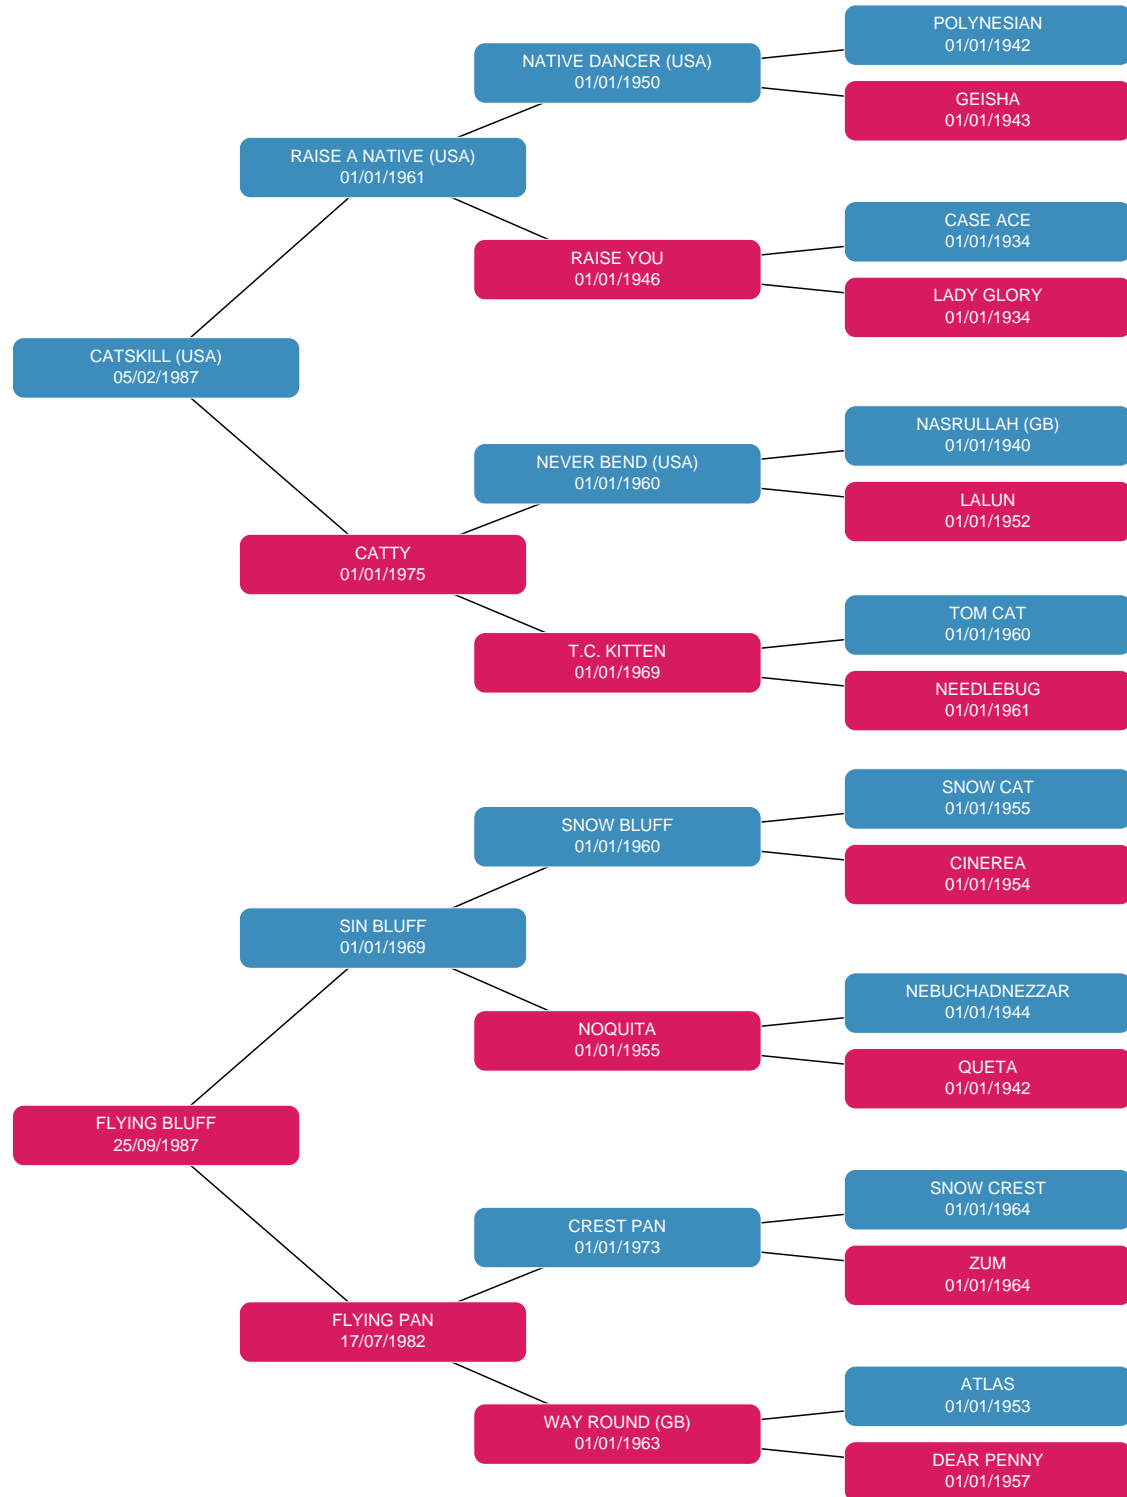 POLYNESIAN
01/01/1942
NATIVE DANCER (USA)
01/01/1950
GEISHA
01/01/1943
RAISE A NATIVE (USA)
01/01/1961
CASE ACE
01/01/1934
RAISE YOU
01/01/1946
LADY GLORY
01/01/1934
CATSKILL (USA)
05/02/1987
NASRULLAH (GB)
01/01/1940
NEVER BEND (USA)
01/01/1960
LALUN
01/01/1952
CATTY
01/01/1975
TOM CAT
01/01/1960
T.C. KITTEN
01/01/1969
NEEDLEBUG
01/01/1961
SNOW CAT
01/01/1955
SNOW BLUFF
01/01/1960
CINEREA
01/01/1954
SIN BLUFF
01/01/1969
NEBUCHADNEZZAR
01/01/1944
NOQUITA
01/01/1955
QUETA
01/01/1942
FLYING BLUFF
25/09/1987
SNOW CREST
01/01/1964
CREST PAN
01/01/1973
ZUM
01/01/1964
FLYING PAN
17/07/1982
ATLAS
01/01/1953
WAY ROUND (GB)
01/01/1963
DEAR PENNY
01/01/1957